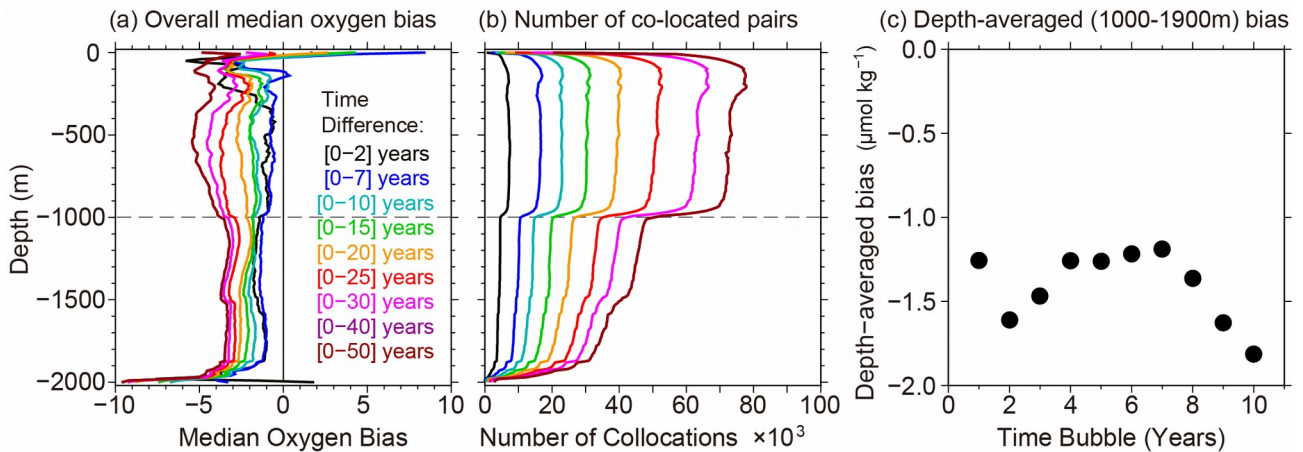 (a) Overall median oxygen bias
0
−500
−1000
−1500
−2000
Depth (m)
Time
Difference:
[0−2] years
[0−7] years
[0−10] years
[0−15] years
[0−20] years
[0−25] years
[0−30] years
[0−40] years
[0−50] years
−10
−5
0
5
10
Median Oxygen Bias
(b) Number of co-located pairs
0
20
40
60
80
100
Number of Collocations ×10³
(c) Depth-averaged (1000-1900m) bias
0.0
−0.5
−1.0
−1.5
−2.0
Depth−averaged bias (μmol kg⁻¹)
0
2
4
6
8
10
Time Bubble (Years)